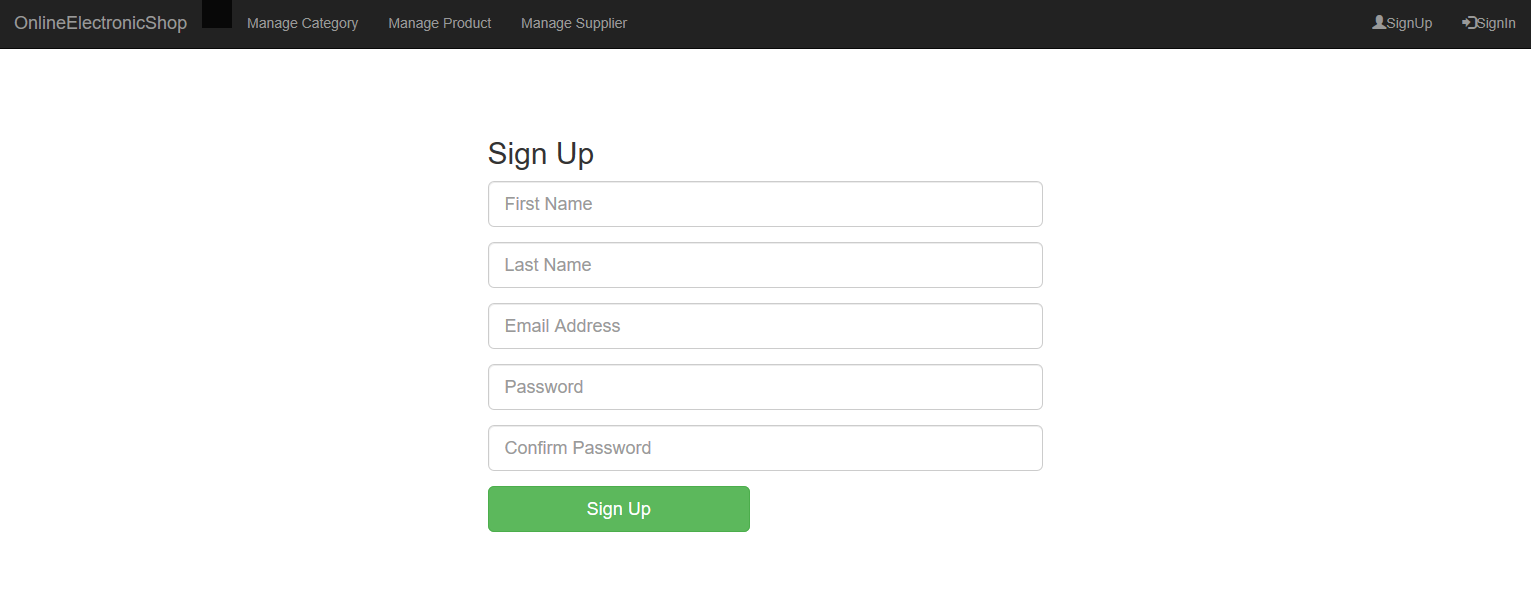 OnlineElectronicShop Manage Category Manage Product Manage Supplier SignUp SignIn
Sign Up
First Name
Last Name
Email Address
Password
Confirm Password
Sign Up